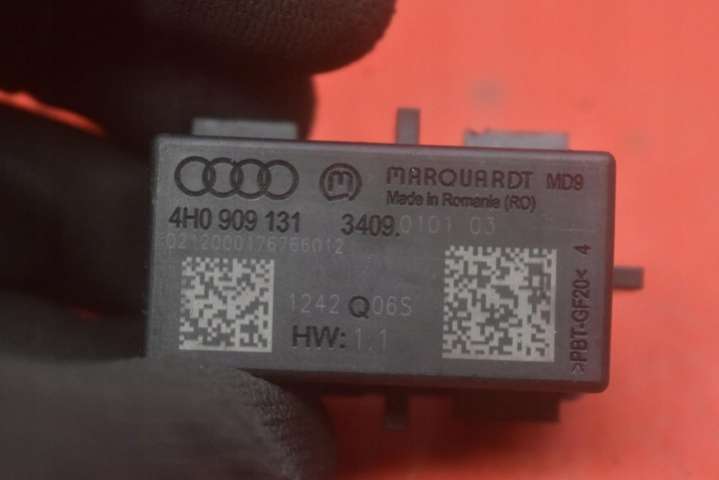 M MARQUARDT MD9
Made in Romania (RO)
4H0 909 131 3409.0101 03
1242 Q06S
HW: 1.1
>PBT-GF20< 4